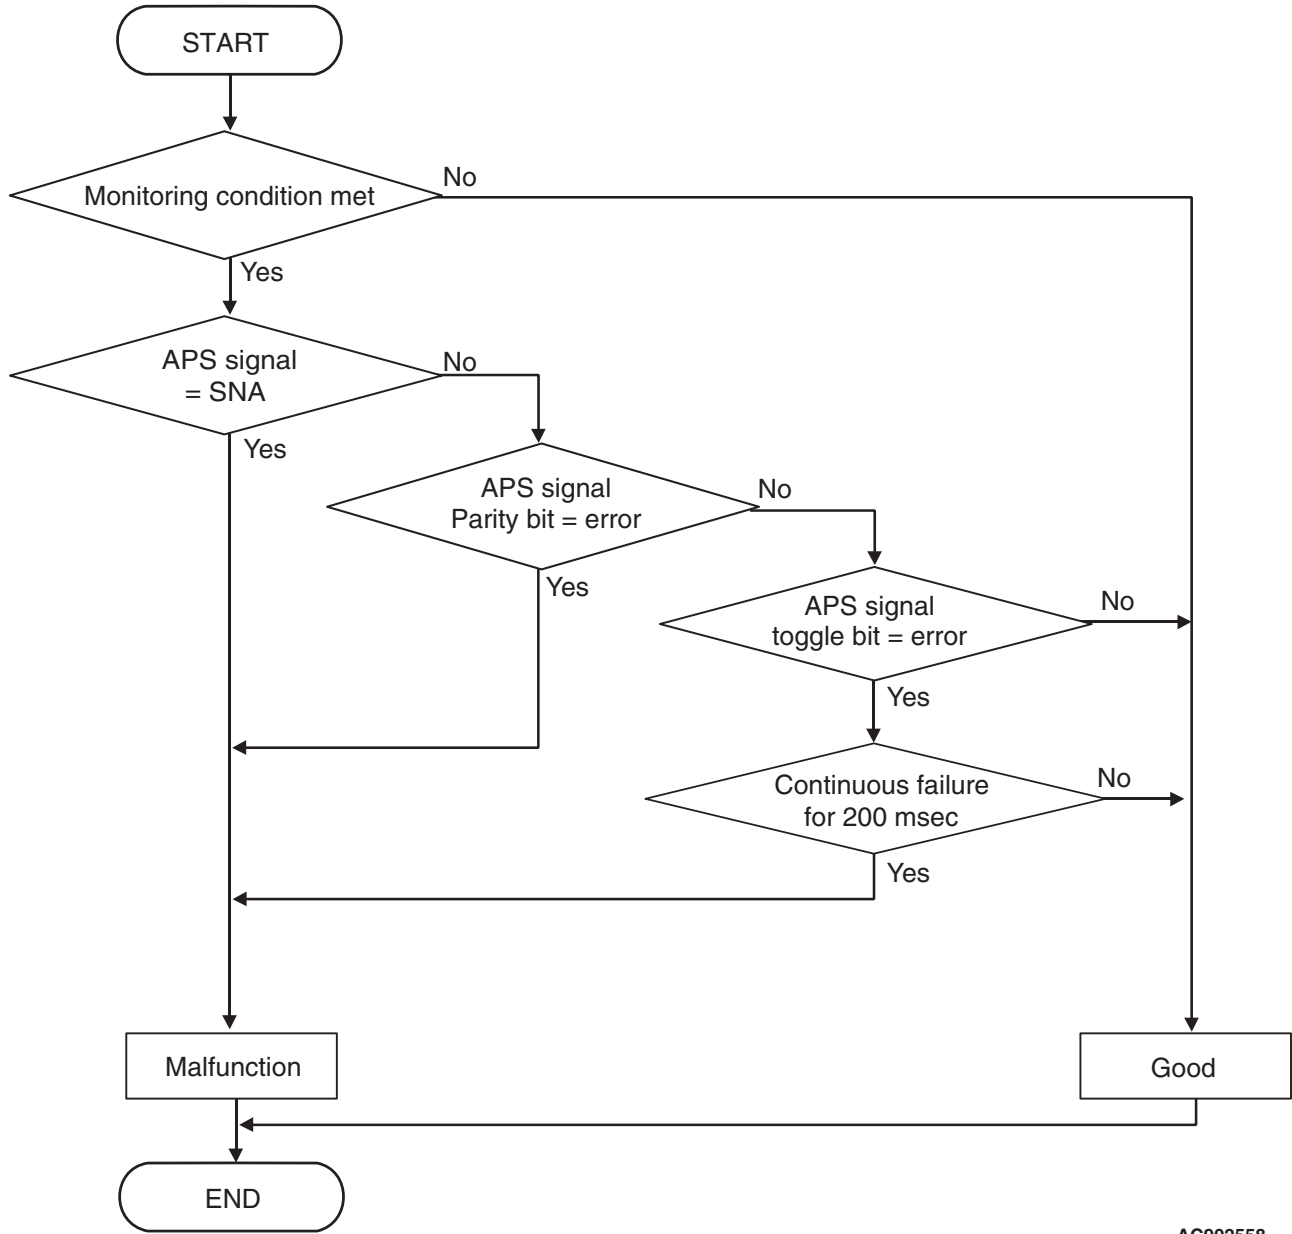 START
Monitoring condition met
No
Yes
APS signal
= SNA
No
Yes
APS signal
Parity bit = error
No
Yes
APS signal
toggle bit = error
No
Yes
Continuous failure
for 200 msec
No
Yes
Malfunction
Good
END